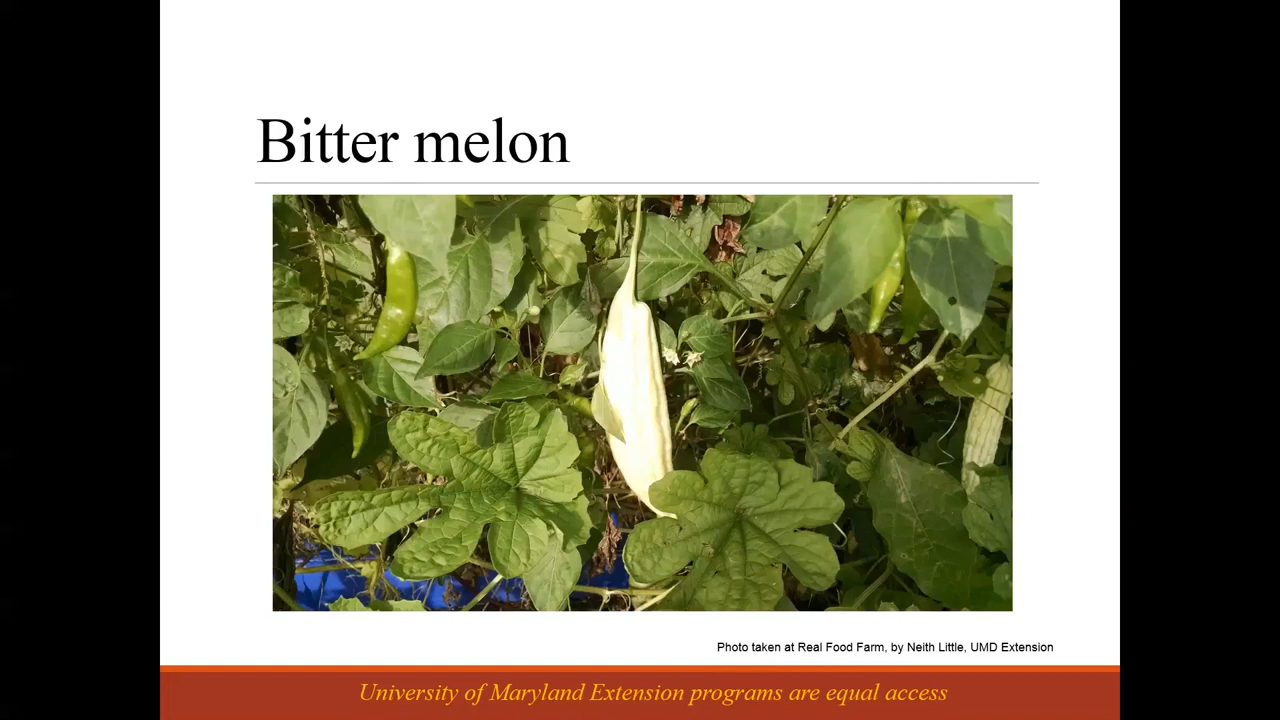 Bitter melon
Photo taken at Real Food Farm, by Neith Little, UMD Extension
University of Maryland Extension programs are equal access